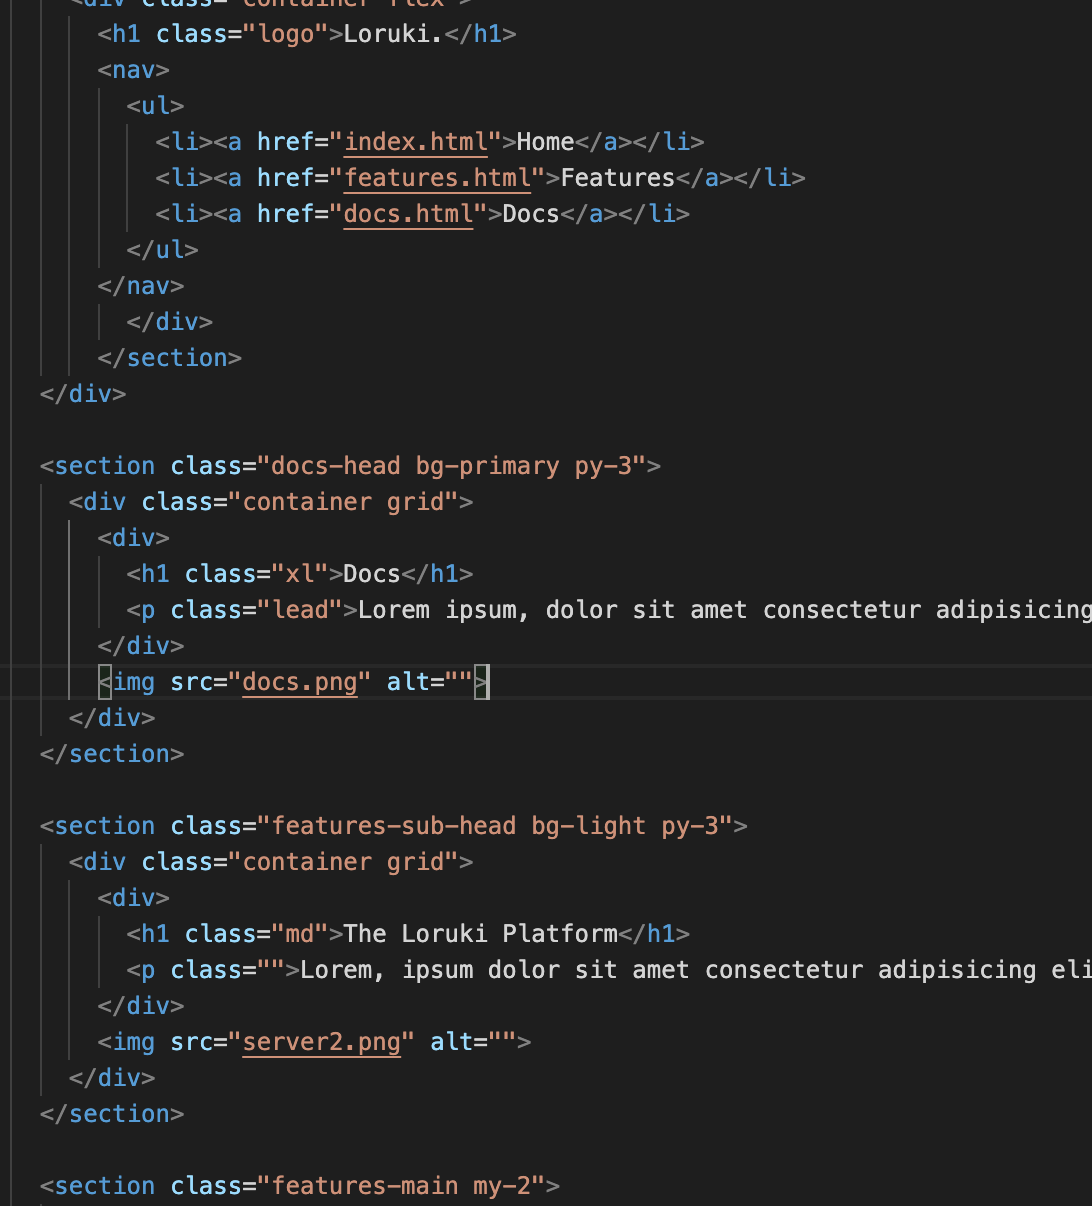 <div class="container flex">
<h1 class="logo">Loruki.</h1>
<nav>
<ul>
<li><a href="index.html">Home</a></li>
<li><a href="features.html">Features</a></li>
<li><a href="docs.html">Docs</a></li>
</ul>
</nav>
</div>
</section>
</div>
<section class="docs-head bg-primary py-3">
<div class="container grid">
<div>
<h1 class="xl">Docs</h1>
<p class="lead">Lorem ipsum, dolor sit amet consectetur adipisicing
</div>
<img src="docs.png" alt="">
</div>
</section>
<section class="features-sub-head bg-light py-3">
<div class="container grid">
<div>
<h1 class="md">The Loruki Platform</h1>
<p class="">Lorem, ipsum dolor sit amet consectetur adipisicing eli
</div>
<img src="server2.png" alt="">
</div>
</section>
<section class="features-main my-2">